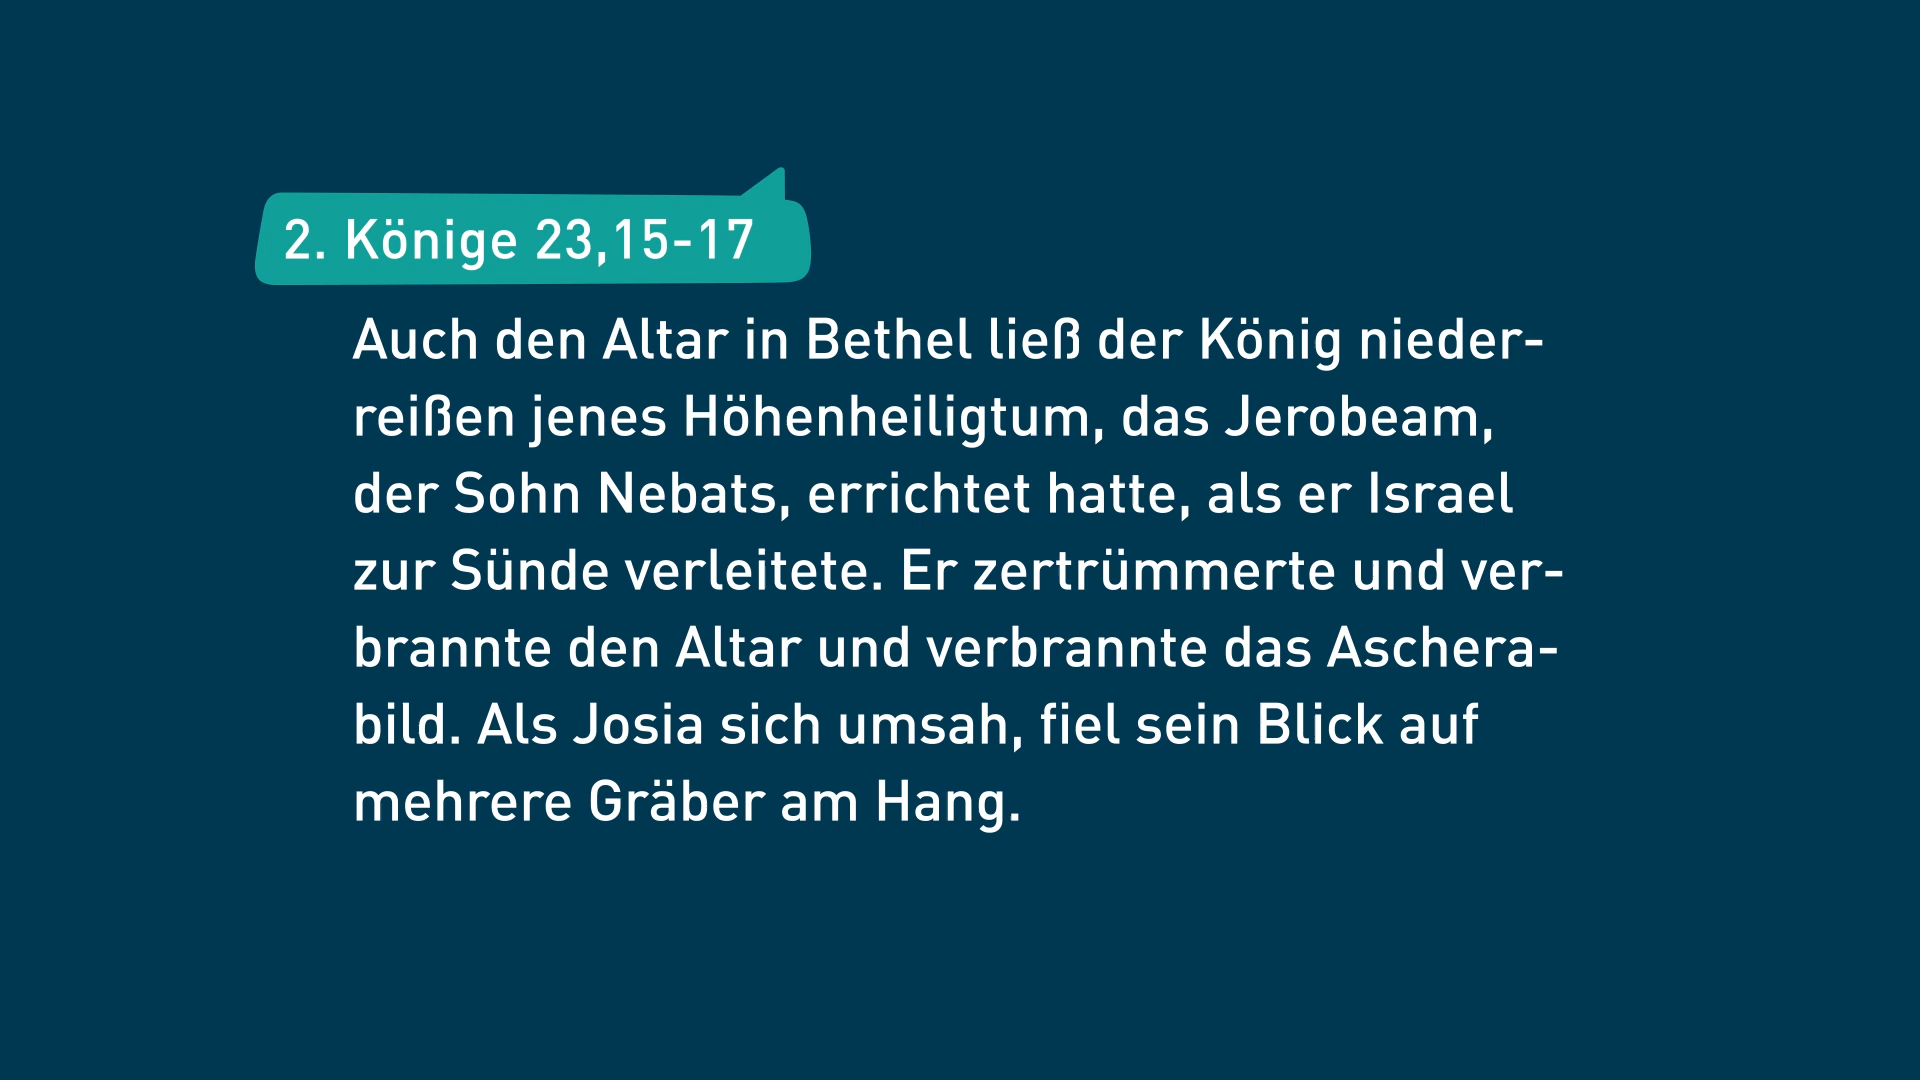 2. Könige 23,15-17
Auch den Altar in Bethel ließ der König nieder-
reißen jenes Höhenheiligtum, das Jerobeam,
der Sohn Nebats, errichtet hatte, als er Israel
zur Sünde verleitete. Er zertrümmerte und ver-
brannte den Altar und verbrannte das Aschera-
bild. Als Josia sich umsah, fiel sein Blick auf
mehrere Gräber am Hang.